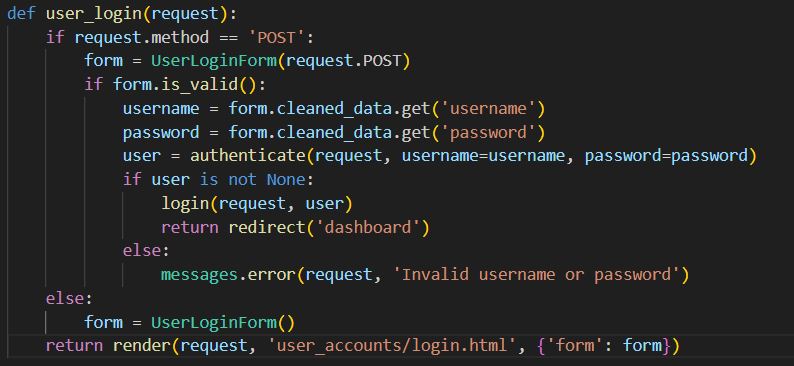 def user_login(request):
    if request.method == 'POST':
        form = UserLoginForm(request.POST)
        if form.is_valid():
            username = form.cleaned_data.get('username')
            password = form.cleaned_data.get('password')
            user = authenticate(request, username=username, password=password)
            if user is not None:
                login(request, user)
                return redirect('dashboard')
            else:
                messages.error(request, 'Invalid username or password')
    else:
        form = UserLoginForm()
    return render(request, 'user_accounts/login.html', {'form': form})